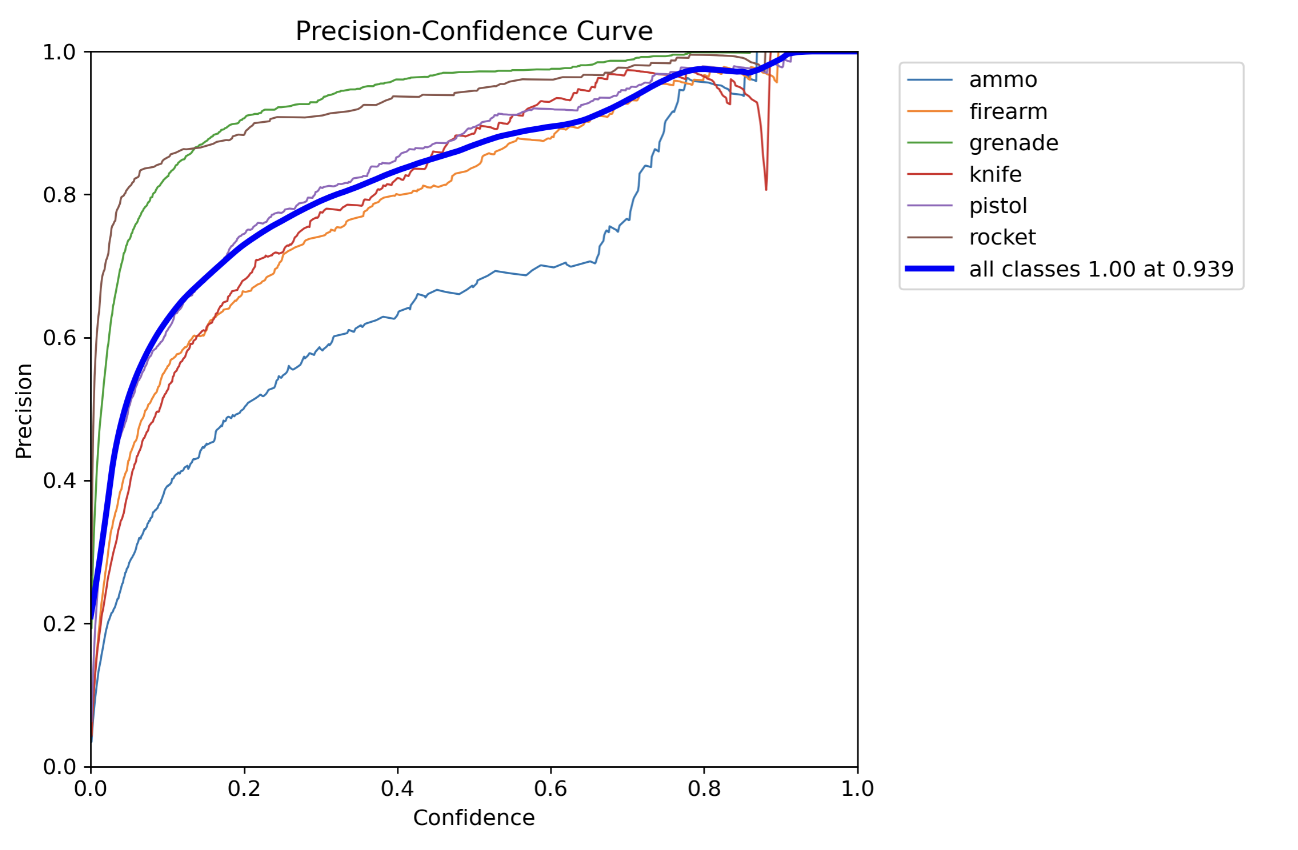 Precision-Confidence Curve
1.0
0.8
0.6
0.4
0.2
0.0
Precision
0.0 0.2 0.4 0.6 0.8 1.0
Confidence
ammo
firearm
grenade
knife
pistol
rocket
all classes 1.00 at 0.939